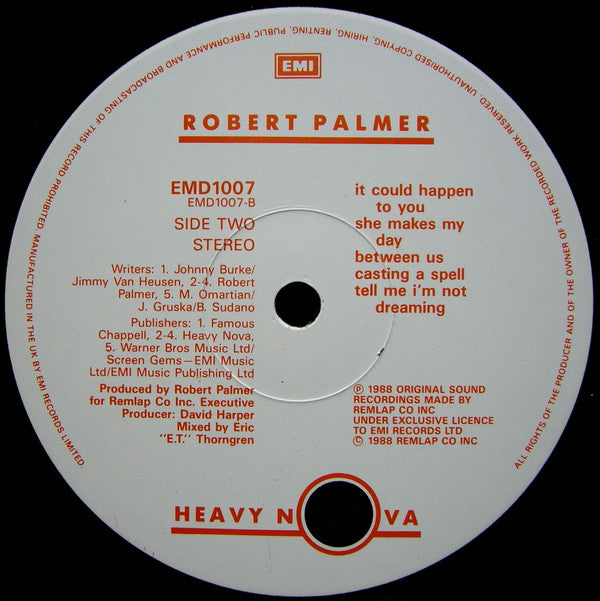 UNAUTHORISED COPYING, HIRING, RENTING, PUBLIC PERFORMANCE AND BROADCASTING OF THIS RECORD PROHIBITED. MANUFACTURED IN THE UK BY EMI RECORDS LIMITED.
ALL RIGHTS OF THE PRODUCER AND OF THE OWNER OF THE RECORDED WORK RESERVED.
EMI
ROBERT PALMER
EMD1007
EMD1007-B
SIDE TWO
STEREO
Writers: 1. Johnny Burke/
Jimmy Van Heusen, 2-4. Robert
Palmer, 5. M. Omartian/
J. Gruska/B. Sudano
Publishers: 1. Famous
Chappell, 2-4. Heavy Nova,
5. Warner Bros Music Ltd/
Screen Gems—EMI Music
Ltd/EMI Music Publishing Ltd
Produced by Robert Palmer
for Remlap Co Inc. Executive
Producer: David Harper
Mixed by Eric
"E.T." Thorngren
it could happen
to you
she makes my
day
between us
casting a spell
tell me i'm not
dreaming
℗ 1988 ORIGINAL SOUND
RECORDINGS MADE BY
REMLAP CO INC
UNDER EXCLUSIVE LICENCE
TO EMI RECORDS LTD
© 1988 REMLAP CO INC
HEAVY NOVA